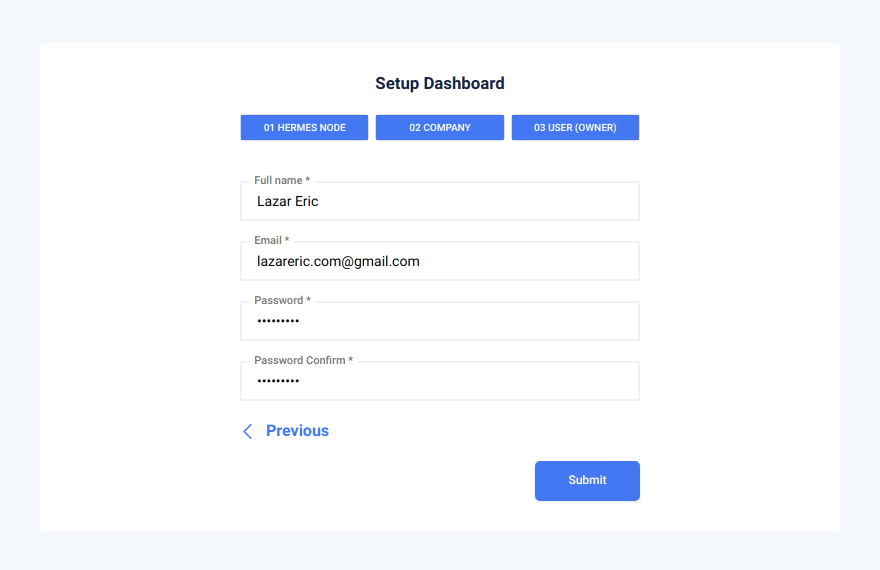 Setup Dashboard
01 HERMES NODE 02 COMPANY 03 USER (OWNER)
Full name *
Lazar Eric
Email *
lazareric.com@gmail.com
Password *
•••••••••
Password Confirm *
•••••••••
Previous
Submit